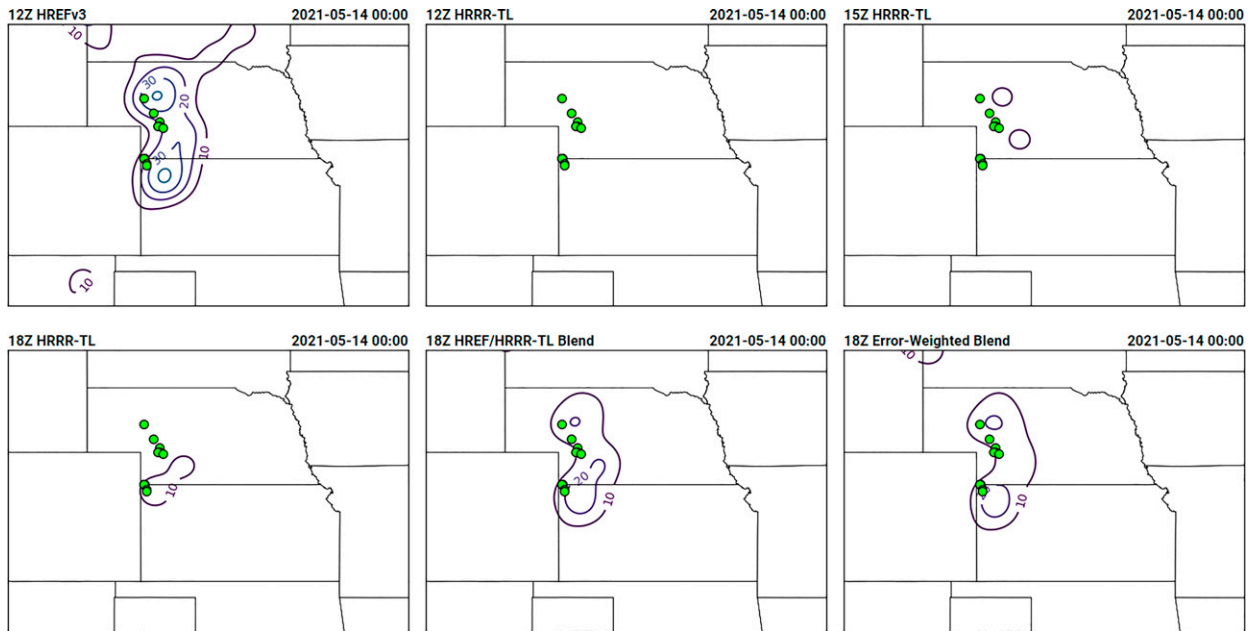 12Z HREFv3 2021-05-14 00:00
12Z HRRR-TL 2021-05-14 00:00
15Z HRRR-TL 2021-05-14 00:00
10
30
20
10
30
10
18Z HRRR-TL 2021-05-14 00:00
18Z HREF/HRRR-TL Blend 2021-05-14 00:00
18Z Error-Weighted Blend 2021-05-14 00:00
10
10
20
10
10